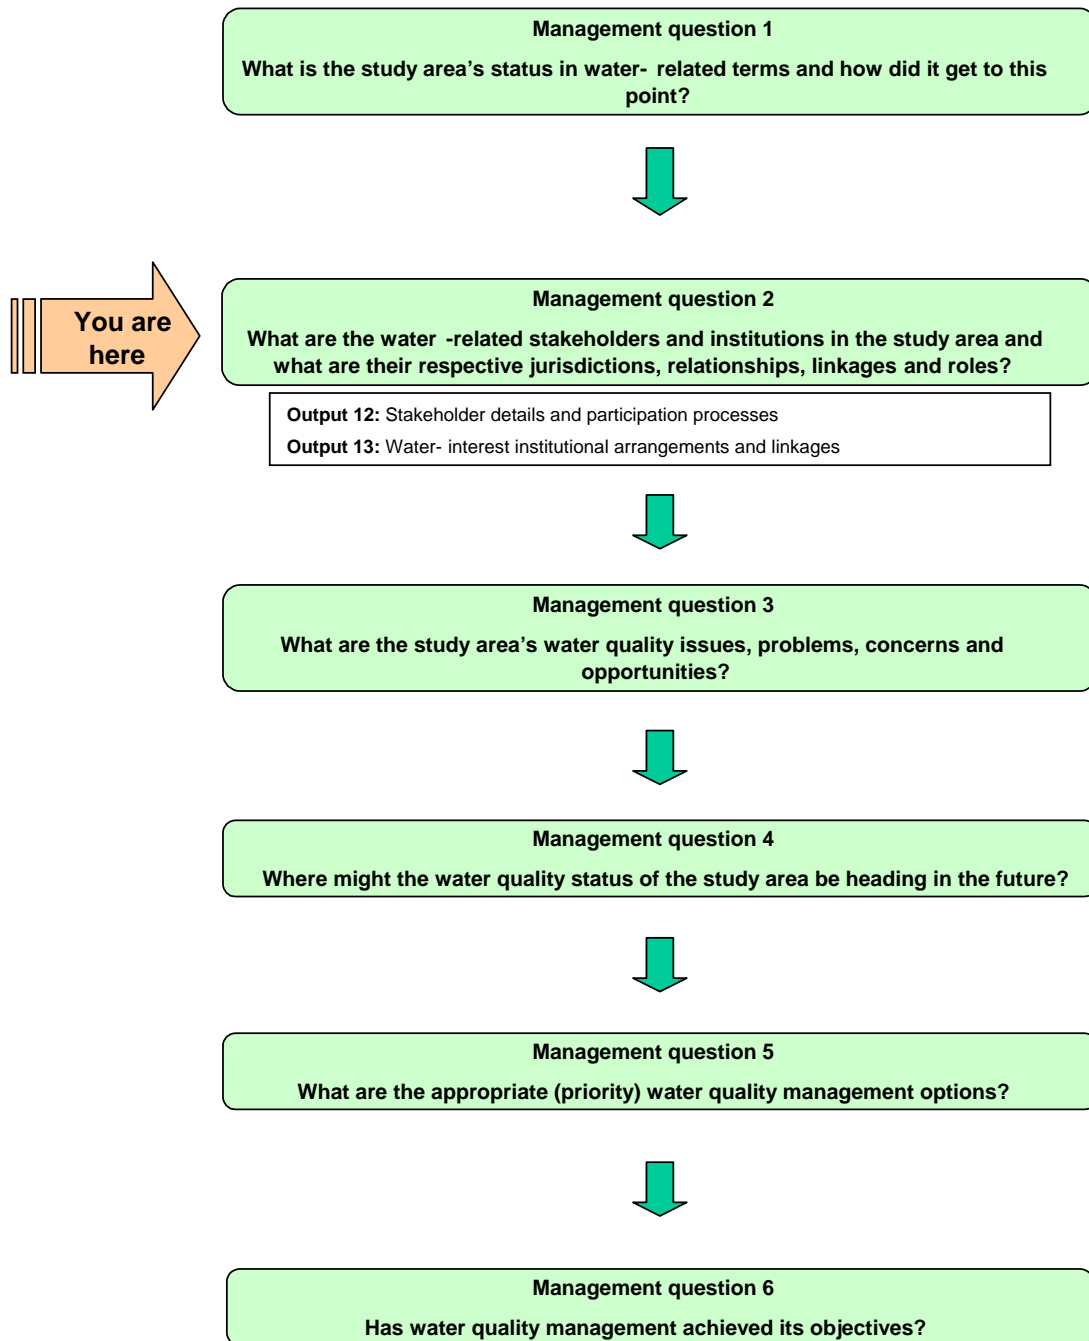 Management question 1
What is the study area's status in water- related terms and how did it get to this
point?
You are
here
Management question 2
What are the water -related stakeholders and institutions in the study area and
what are their respective jurisdictions, relationships, linkages and roles?
Output 12: Stakeholder details and participation processes
Output 13: Water- interest institutional arrangements and linkages
Management question 3
What are the study area's water quality issues, problems, concerns and
opportunities?
Management question 4
Where might the water quality status of the study area be heading in the future?
Management question 5
What are the appropriate (priority) water quality management options?
Management question 6
Has water quality management achieved its objectives?